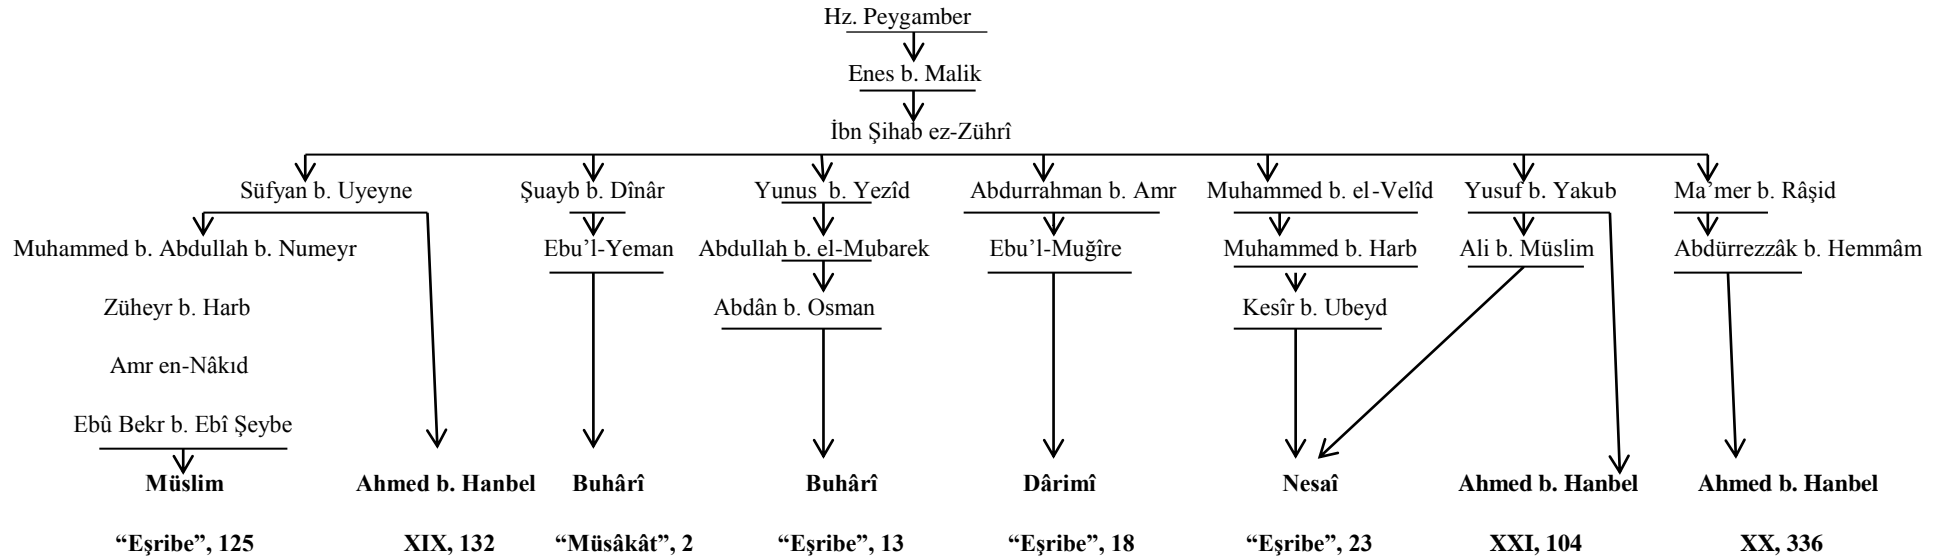 Hz. Peygamber
Enes b. Malik
İbn Şihab ez-Zührî
Süfyan b. Uyeyne Şuayb b. Dînâr Yunus b. Yezîd Abdurrahman b. Amr Muhammed b. el-Velîd Yusuf b. Yakub Ma’mer b. Râşid
Muhammed b. Abdullah b. Numeyr Ebu’l-Yeman Abdullah b. el-Mubarek Ebu’l-Muğîre Muhammed b. Harb Ali b. Müslim Abdürrezzâk b. Hemmâm
Züheyr b. Harb Abdân b. Osman Kesîr b. Ubeyd
Amr en-Nâkıd
Ebû Bekr b. Ebî Şeybe
Müslim Ahmed b. Hanbel Buhârî Buhârî Dârimî Nesaî Ahmed b. Hanbel Ahmed b. Hanbel
“Eşribe”, 125 XIX, 132 “Müsâkât”, 2 “Eşribe”, 13 “Eşribe”, 18 “Eşribe”, 23 XXI, 104 XX, 336